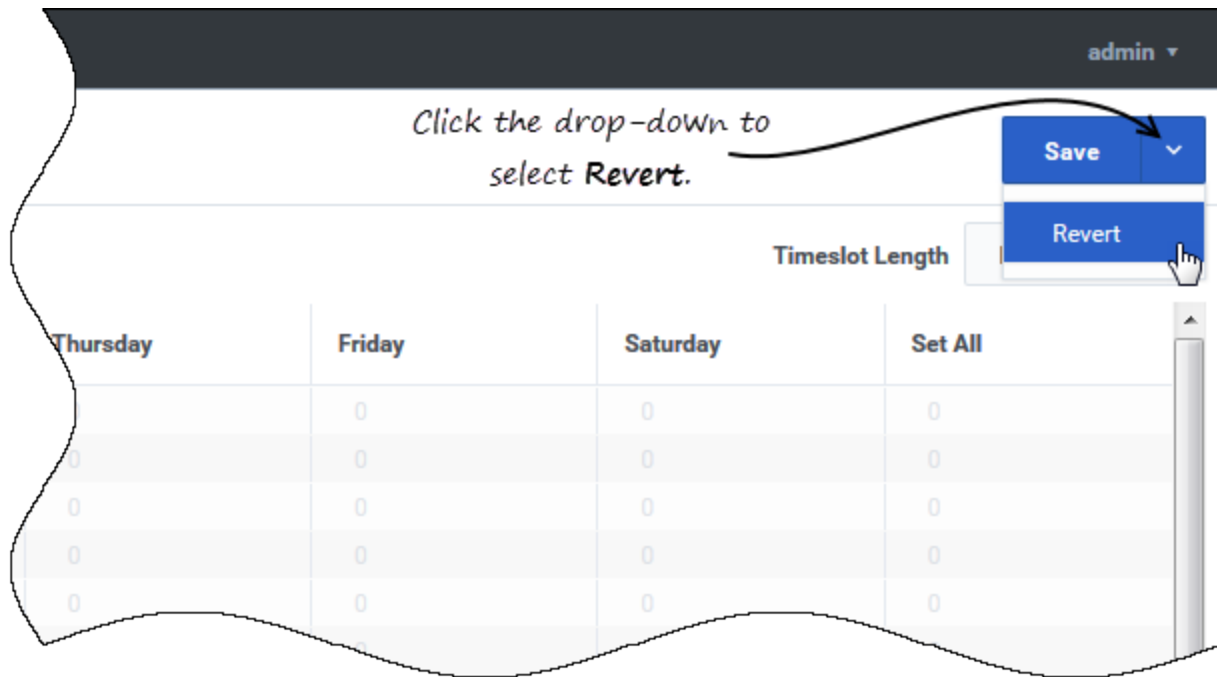 admin
Click the drop-down to
select Revert.
Save
Revert
Timeslot Length
Thursday Friday Saturday Set All
0 0 0
0 0 0 0
0 0 0 0
0 0 0 0
0 0 0 0